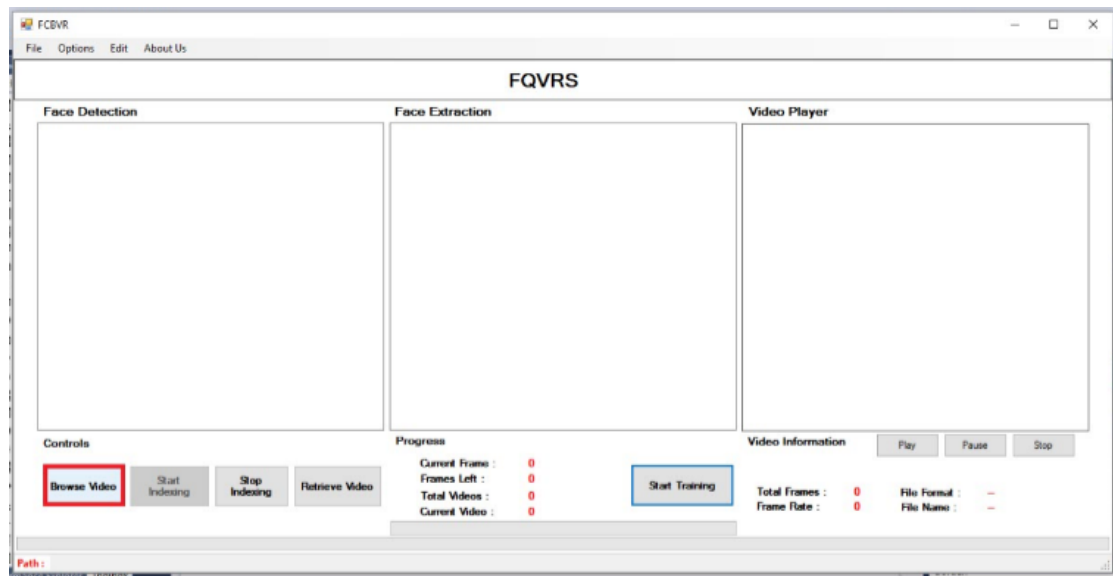 FCBVR
File Options Edit About Us
FQVRS
Face Detection Face Extraction Video Player
Controls
Browse Video
Start Indexing
Stop Indexing
Retrieve Video
Progress
Current Frame : 0
Frames Left : 0
Total Videos : 0
Current Video : 0
Start Training
Video Information Play Pause Stop
Total Frames : 0 File Format : --
Frame Rate : 0 File Name : --
Path :